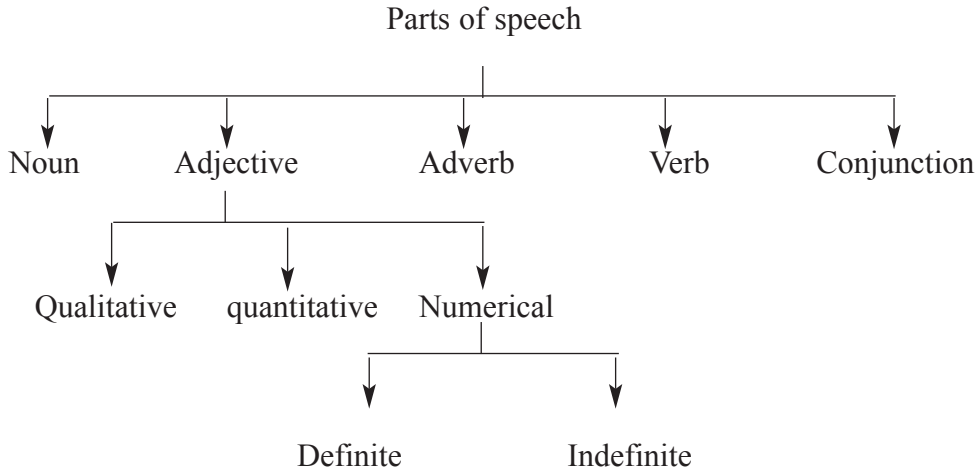 Parts of speech
Noun Adjective Adverb Verb Conjunction
Qualitative quantitative Numerical
Definite Indefinite